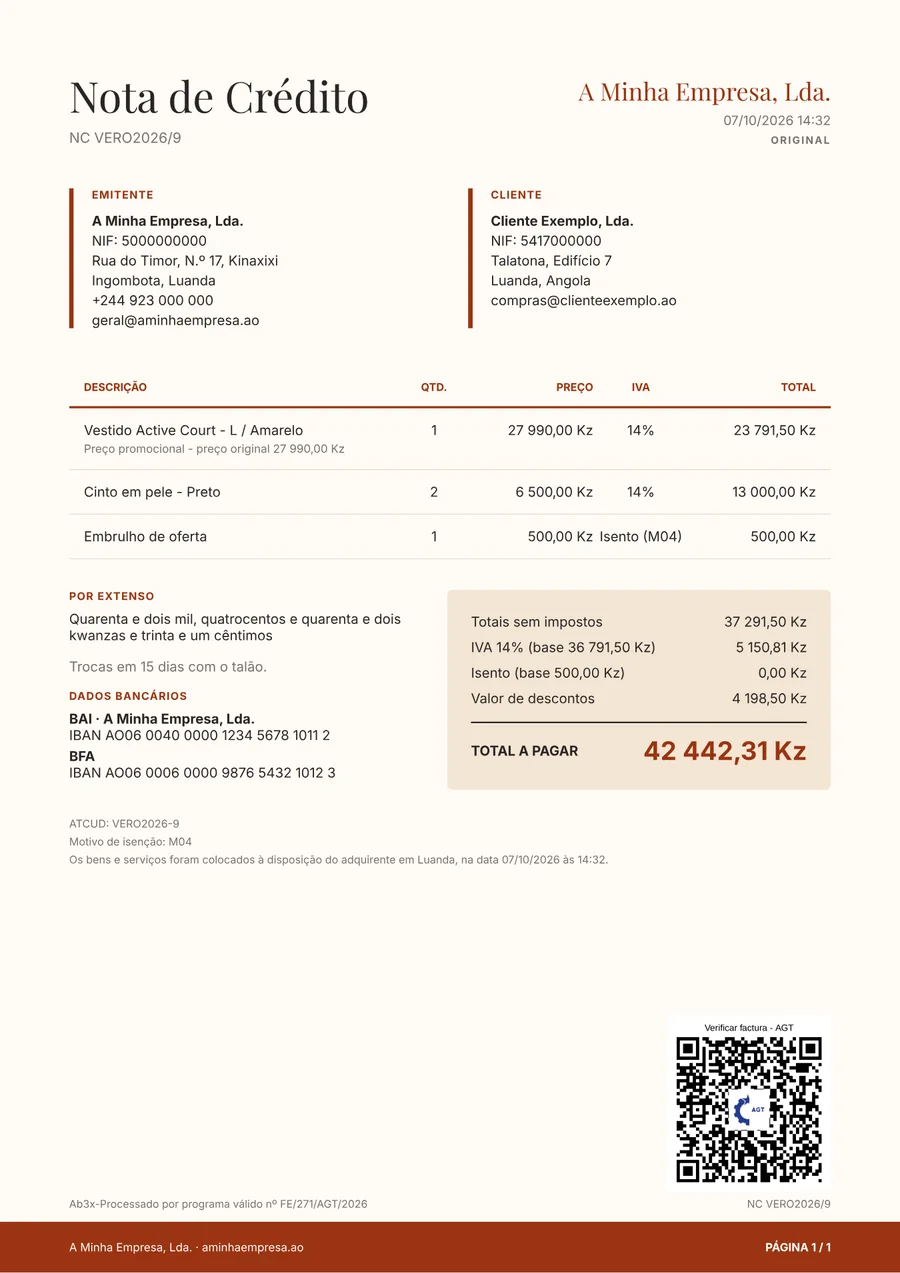 Nota de Crédito
NC VERO2026/9
A Minha Empresa, Lda.
07/10/2026 14:32
ORIGINAL
EMITENTE
A Minha Empresa, Lda.
NIF: 5000000000
Rua do Timor, N.º 17, Kinaxixi
Ingombota, Luanda
+244 923 000 000
geral@aminhaempresa.ao
CLIENTE
Cliente Exemplo, Lda.
NIF: 5417000000
Talatona, Edifício 7
Luanda, Angola
compras@clienteexemplo.ao
DESCRIÇÃO QTD. PREÇO IVA TOTAL
Vestido Active Court - L / Amarelo 1 27 990,00 Kz 14% 23 791,50 Kz
Preço promocional - preço original 27 990,00 Kz
Cinto em pele - Preto 2 6 500,00 Kz 14% 13 000,00 Kz
Embrulho de oferta 1 500,00 Kz Isento (M04) 500,00 Kz
POR EXTENSO
Quarenta e dois mil, quatrocentos e quarenta e dois
kwanzas e trinta e um cêntimos
Trocas em 15 dias com o talão.
DADOS BANCÁRIOS
BAI · A Minha Empresa, Lda.
IBAN AO06 0040 0000 1234 5678 1011 2
BFA
IBAN AO06 0006 0000 9876 5432 1012 3
Totais sem impostos 37 291,50 Kz
IVA 14% (base 36 791,50 Kz) 5 150,81 Kz
Isento (base 500,00 Kz) 0,00 Kz
Valor de descontos 4 198,50 Kz
TOTAL A PAGAR 42 442,31 Kz
ATCUD: VERO2026-9
Motivo de isenção: M04
Os bens e serviços foram colocados à disposição do adquirente em Luanda, na data 07/10/2026 às 14:32.
Verificar factura - AGT
AGT
Ab3x-Processado por programa válido nº FE/271/AGT/2026
NC VERO2026/9
A Minha Empresa, Lda. · aminhaempresa.ao
PÁGINA 1 / 1